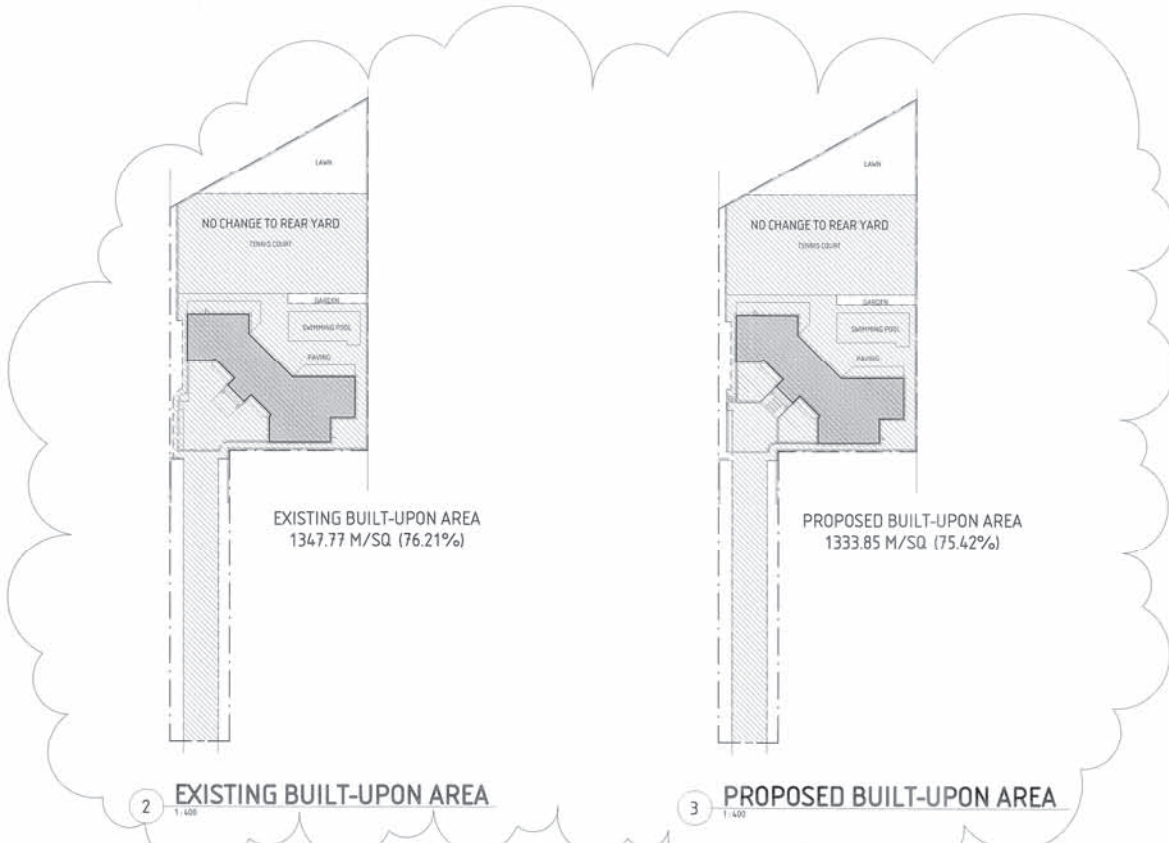 LAWN
NO CHANGE TO REAR YARD
TENNIS COURT
GARDEN
SWIMMING POOL
PAVING
EXISTING BUILT-UPON AREA
1347.77 M/SQ (76.21%)
2 EXISTING BUILT-UPON AREA
1:400
LAWN
NO CHANGE TO REAR YARD
TENNIS COURT
GARDEN
SWIMMING POOL
PAVING
PROPOSED BUILT-UPON AREA
1333.85 M/SQ (75.42%)
3 PROPOSED BUILT-UPON AREA
1:400